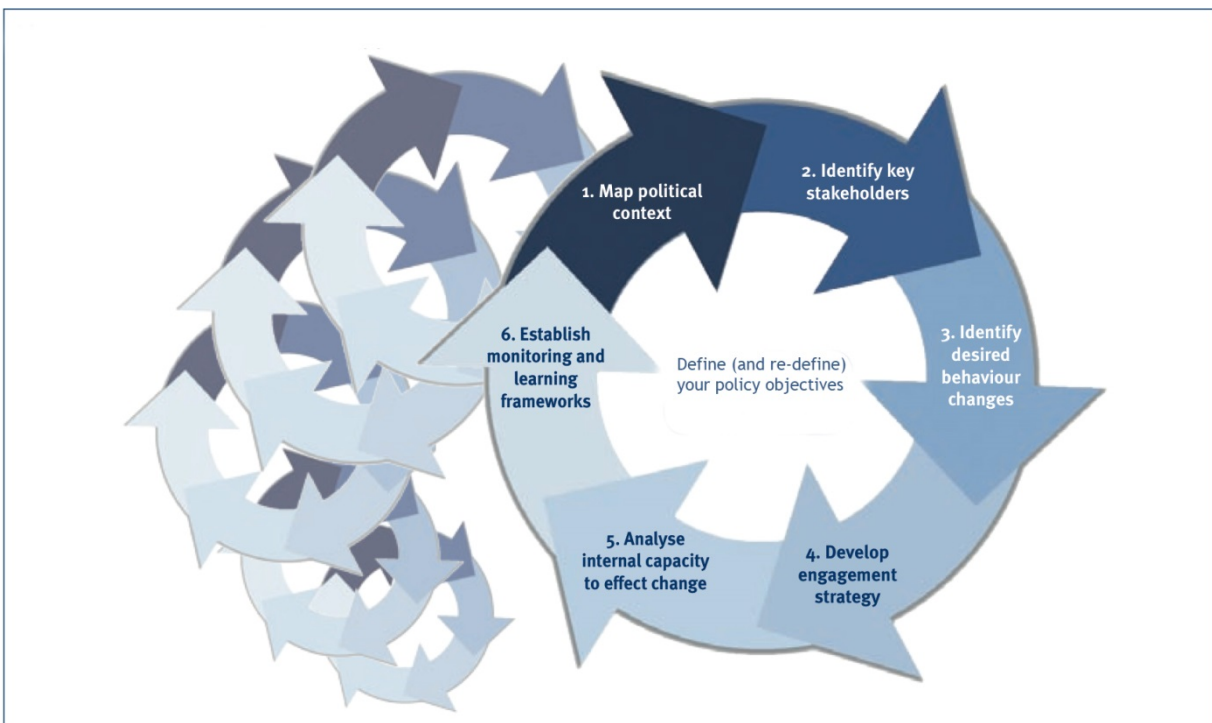 1. Map political
context
2. Identify key
stakeholders
3. Identify
desired
behaviour
changes
4. Develop
engagement
strategy
5. Analyse
internal capacity
to effect change
6. Establish
monitoring and
learning
frameworks
Define (and re-define)
your policy objectives